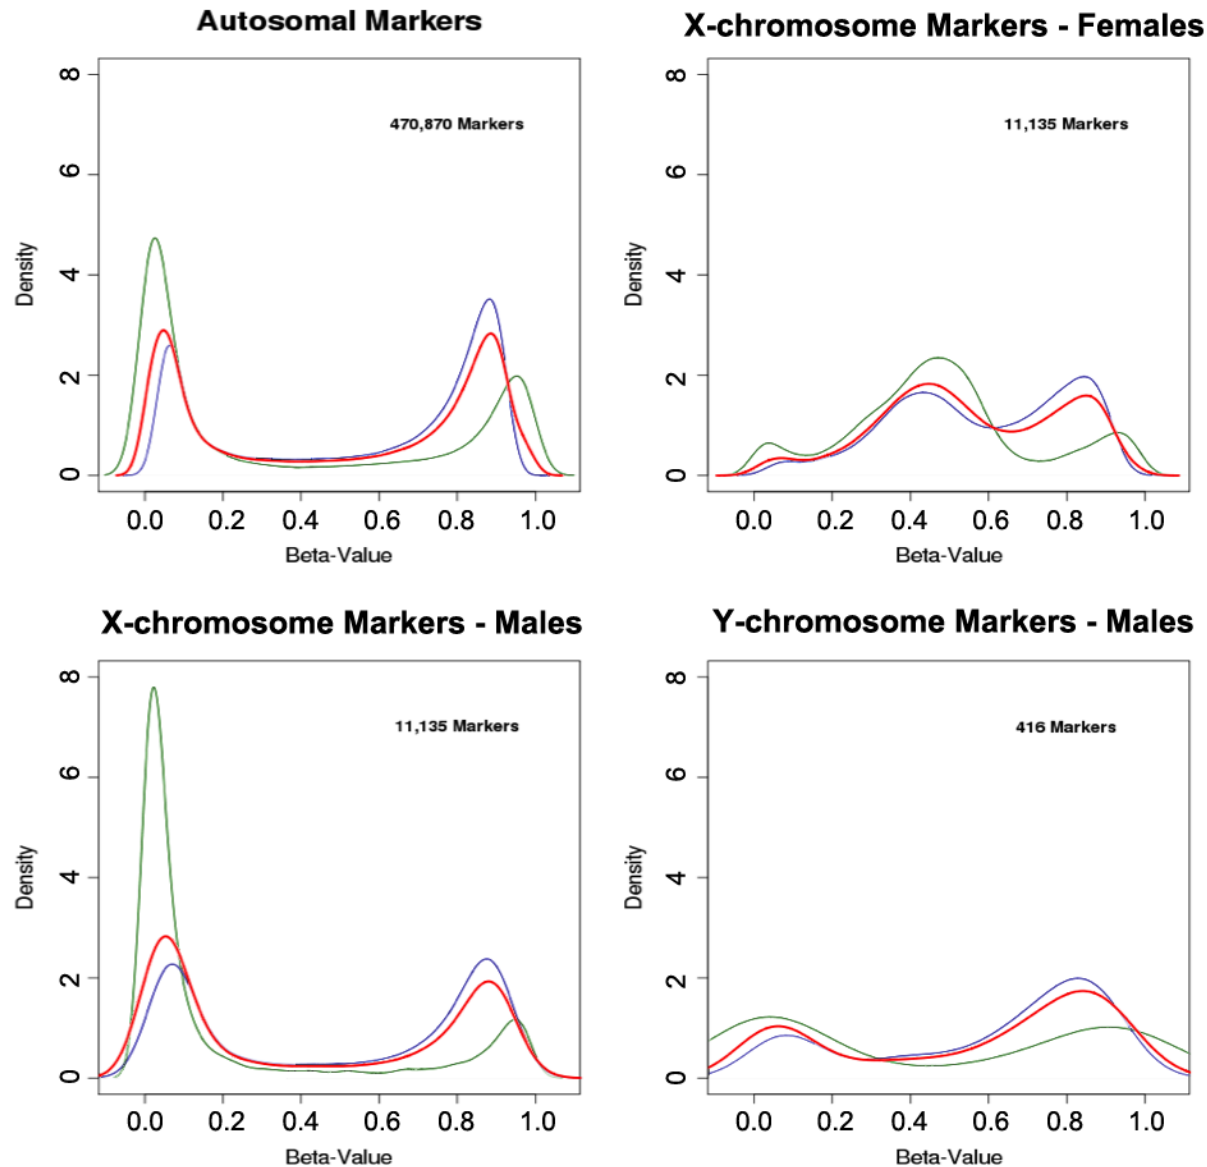 Autosomal Markers
8
6
4
2
0
Density
470,870 Markers
0.0 0.2 0.4 0.6 0.8 1.0
Beta-Value
X-chromosome Markers - Females
8
6
4
2
0
Density
11,135 Markers
0.0 0.2 0.4 0.6 0.8 1.0
Beta-Value
X-chromosome Markers - Males
8
6
4
2
0
Density
11,135 Markers
0.0 0.2 0.4 0.6 0.8 1.0
Beta-Value
Y-chromosome Markers - Males
8
6
4
2
0
Density
416 Markers
0.0 0.2 0.4 0.6 0.8 1.0
Beta-Value